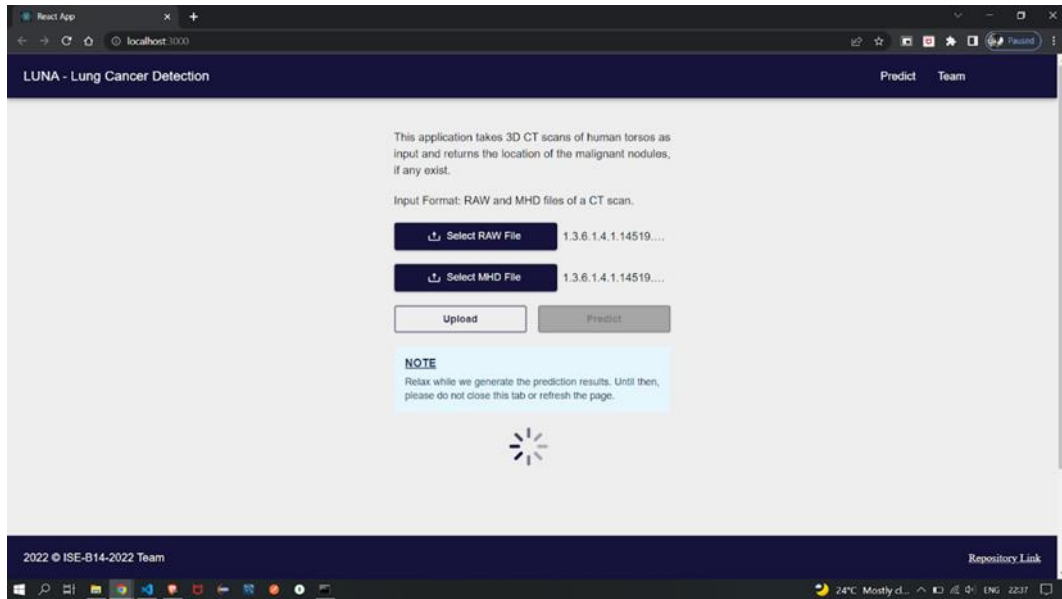 React App
localhost:3000
Paused
LUNA - Lung Cancer Detection
Predict
Team
This application takes 3D CT scans of human torsos as
input and returns the location of the malignant nodules,
if any exist.
Input Format: RAW and MHD files of a CT scan.
Select RAW File
1.3.6.1.4.1.14519....
Select MHD File
1.3.6.1.4.1.14519....
Upload
Predict
NOTE
Relax while we generate the prediction results. Until then,
please do not close this tab or refresh the page.
2022 © ISE-B14-2022 Team
Repository Link
24°C Mostly cl...
ENG
2237